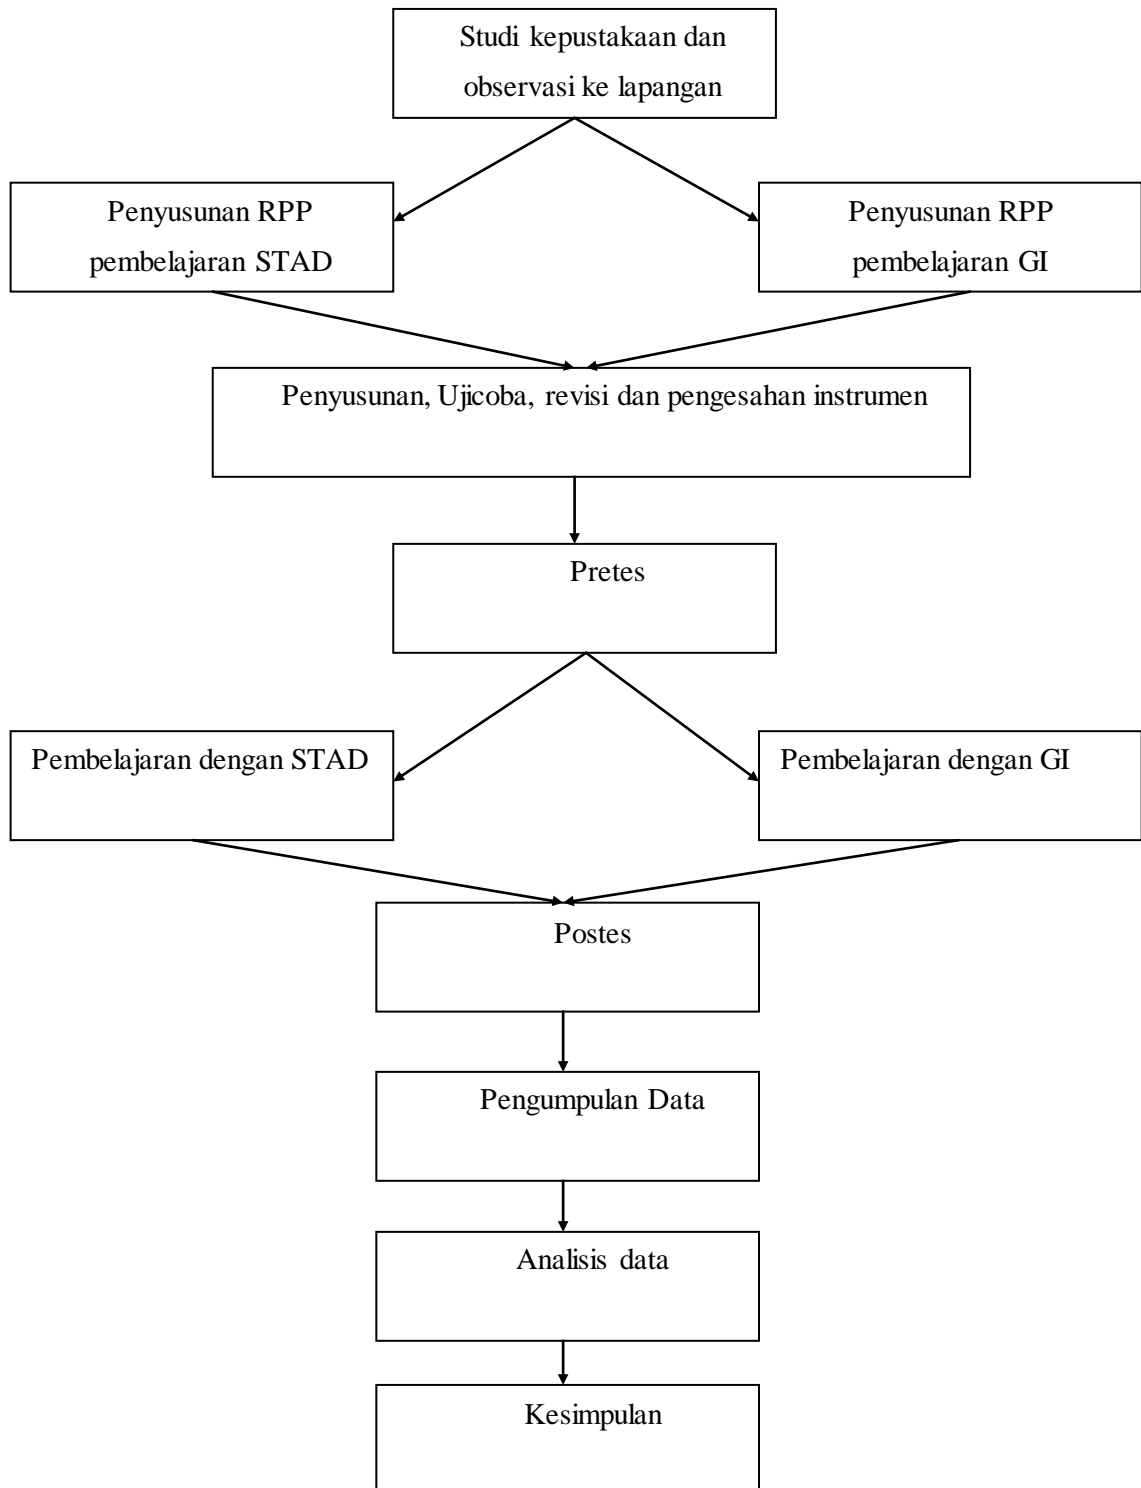 Studi kepustakaan dan
observasi ke lapangan
Penyusunan RPP
pembelajaran STAD
Penyusunan RPP
pembelajaran GI
Penyusunan, Ujicoba, revisi dan pengesahan instrumen
Pretes
Pembelajaran dengan STAD
Pembelajaran dengan GI
Postes
Pengumpulan Data
Analisis data
Kesimpulan